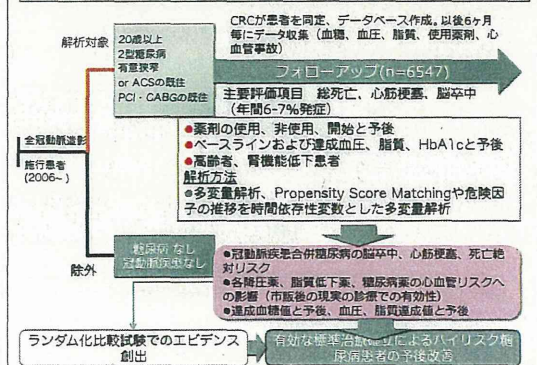 CRCが患者を同定、データベース作成。以後6ヶ月
毎にデータ収集（血糖、血圧、脂質、使用薬剤、心
血管事故）
解析対象
20歳以上
2型糖尿病
有意狭窄
or ACSの既往
PCI・CABGの既往
フォローアップ(n=6547)
主要評価項目 総死亡、心筋梗塞、脳卒中
（年間6-7%発症）
全冠動脈造影
施行患者
(2006~)
●薬剤の使用、非使用、開始と予後
●ベースラインおよび達成血圧、脂質、HbA1cと予後
●高齢者、腎機能低下患者
解析方法
●多変量解析、Propensity Score Matchingや危険因
子の推移を時間依存性変数とした多変量解析
除外
糖尿病 なし
冠動脈疾患なし
●冠動脈疾患合併糖尿病の脳卒中、心筋梗塞、死亡絶
対リスク
●各降圧薬、脂質低下薬、糖尿病薬の心血管リスクへ
の影響（市販後の現実の診療での有効性）
●達成血糖値と予後、血圧、脂質達成値と予後
ランダム化比較試験でのエビデンス
創出
有効な標準治療確立によるハイリスク糖
尿病患者の予後改善